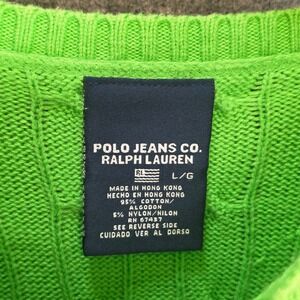 POLO JEANS CO.
RALPH LAUREN
RL
L/G
MADE IN HONG KONG
HECHO EN HONG KONG
95% COTTON/
ALGODON
5% NYLON/NILON
RN 67437
SEE REVERSE SIDE
CUIDADO VER AL DORSO